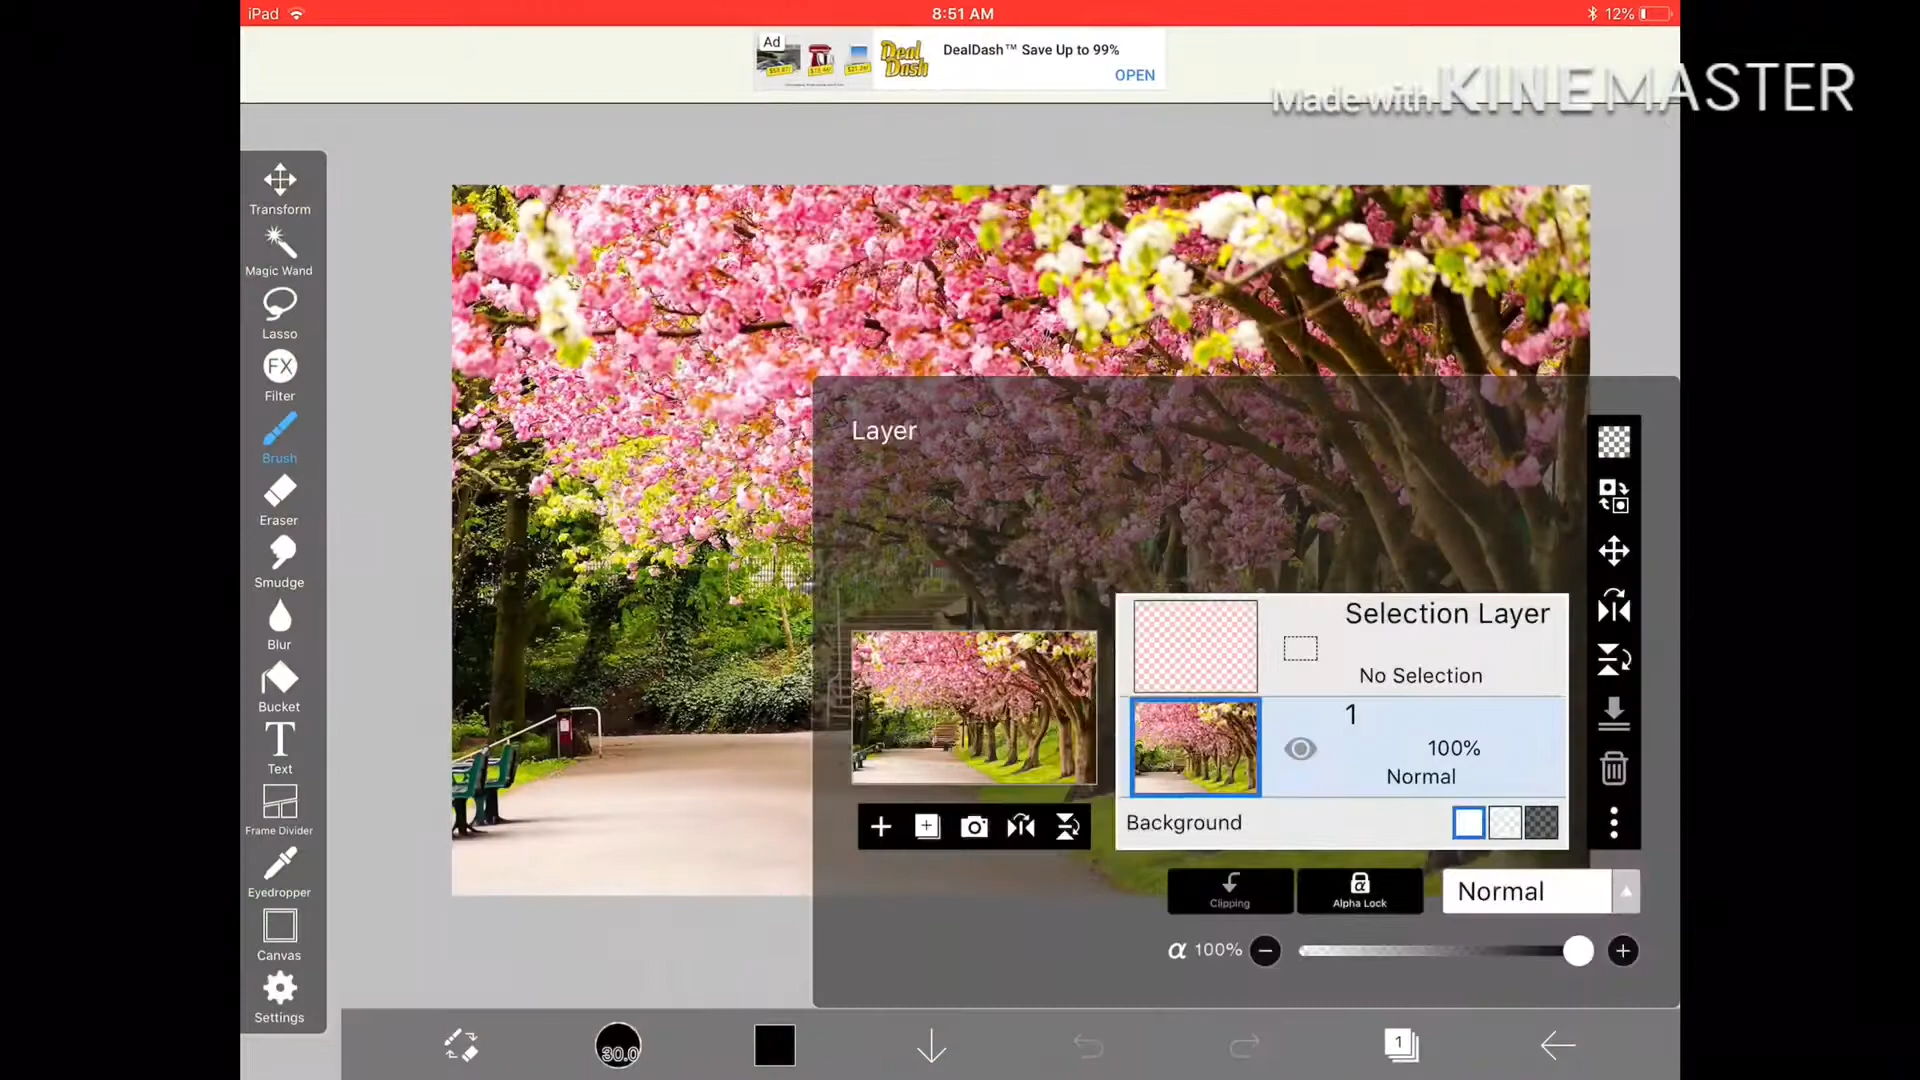 iPad
8:51 AM
12%
Ad
Deal
Dash
DealDash™ Save Up to 99%
OPEN
Made with KINEMASTER
Transform
Magic Wand
Lasso
FX
Filter
Brush
Eraser
Smudge
Blur
Bucket
T
Text
Frame Divider
Eyedropper
Canvas
Settings
Layer
Selection Layer
No Selection
1
100%
Normal
Background
Clipping
α
Alpha Lock
Normal
α 100%
30.0
1